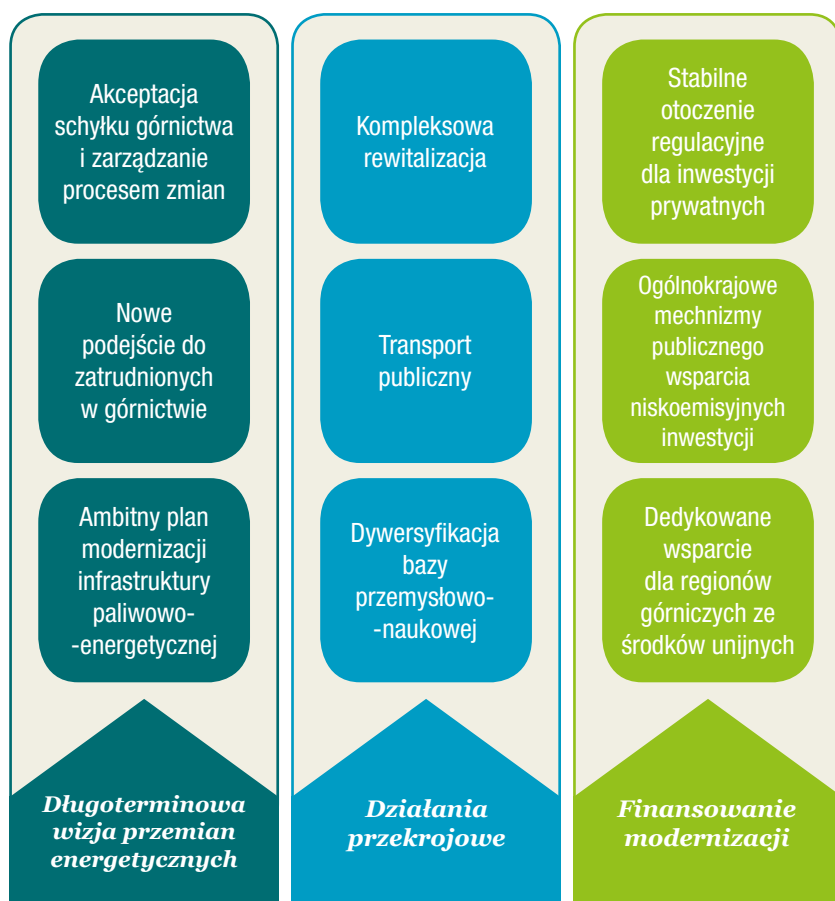 Akceptacja
schyłku górnictwa
i zarządzanie
procesem zmian
Nowe
podejście do
zatrudnionych
w górnictwie
Ambitny plan
modernizacji
infrastruktury
paliwowo-
-energetycznej
Długoterminowa
wizja przemian
energetycznych
Kompleksowa
rewitalizacja
Transport
publiczny
Dywersyfikacja
bazy
przemysłowo-
-naukowej
Działania
przekrojowe
Stabilne
otoczenie
regulacyjne
dla inwestycji
prywatnych
Ogólnokrajowe
mechnizmy
publicznego
wsparcia
niskoemisyjnych
inwestycji
Dedykowane
wsparcie
dla regionów
górniczych ze
środków unijnych
Finansowanie
modernizacji